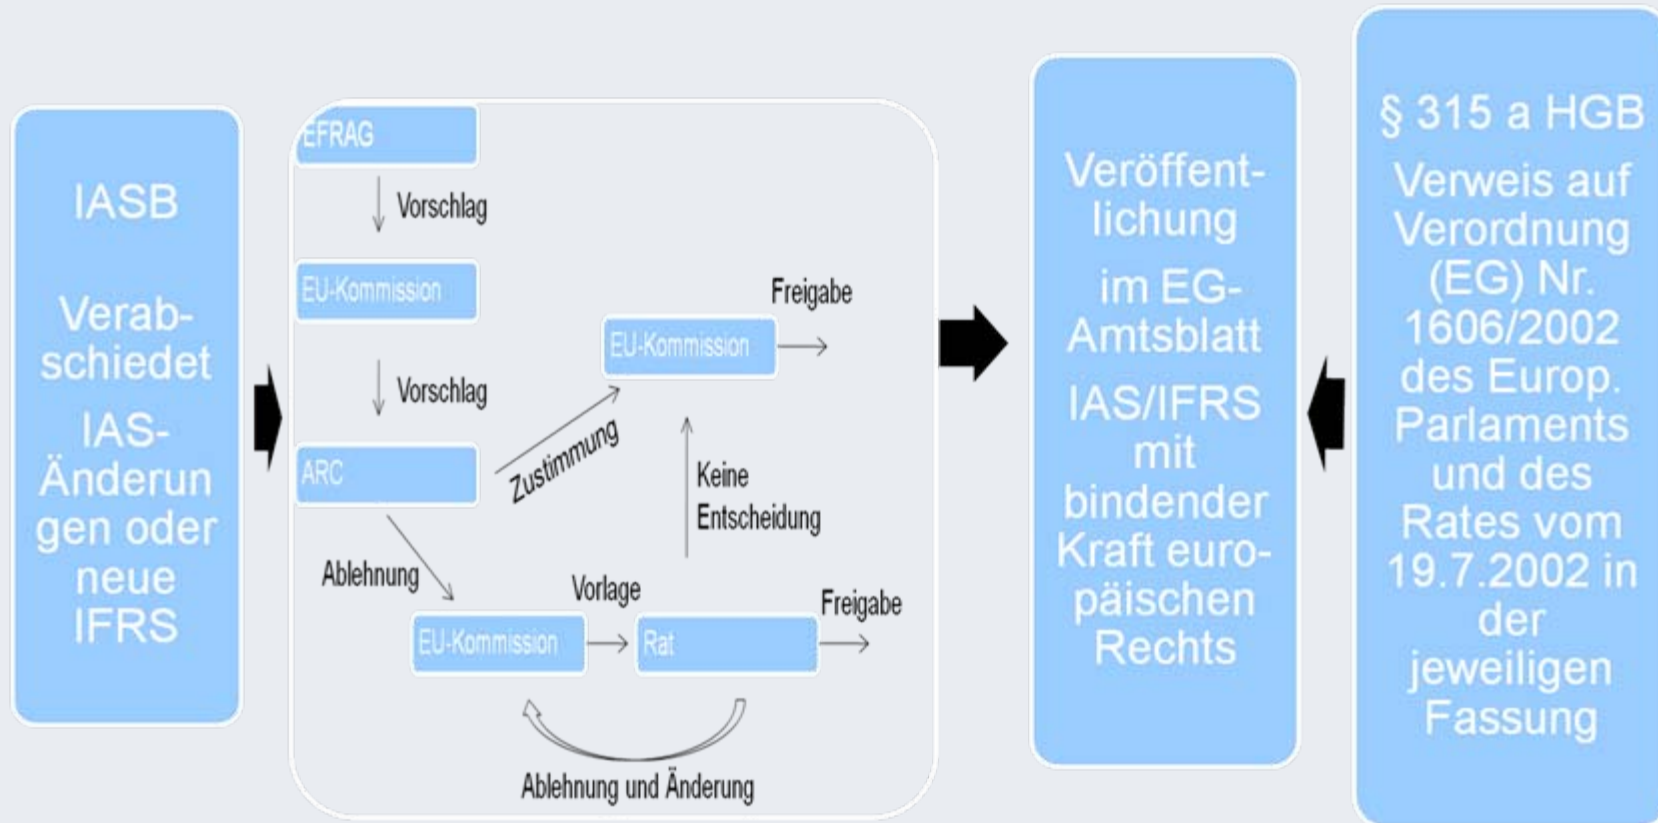 IASB
Verab-
schiedet
IAS-
Änderun
gen oder
neue
IFRS
EFRAG
Vorschlag
EU-Kommission
Vorschlag
ARC
Zustimmung
EU-Kommission
Freigabe
Keine
Entscheidung
Ablehnung
EU-Kommission
Vorlage
Rat
Freigabe
Ablehnung und Änderung
Veröffent-
lichung
im EG-
Amtsblatt
IAS/IFRS
mit
bindender
Kraft euro-
päischen
Rechts
§ 315 a HGB
Verweis auf
Verordnung
(EG) Nr.
1606/2002
des Europ.
Parlaments
und des
Rates vom
19.7.2002 in
der
jeweiligen
Fassung